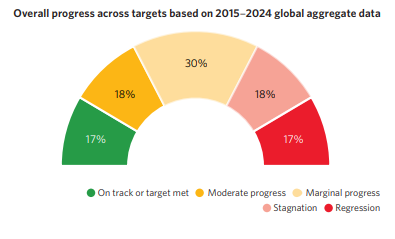 Overall progress across targets based on 2015–2024 global aggregate data
30%
18%
18%
17%
17%
On track or target met Moderate progress Marginal progress
Stagnation Regression